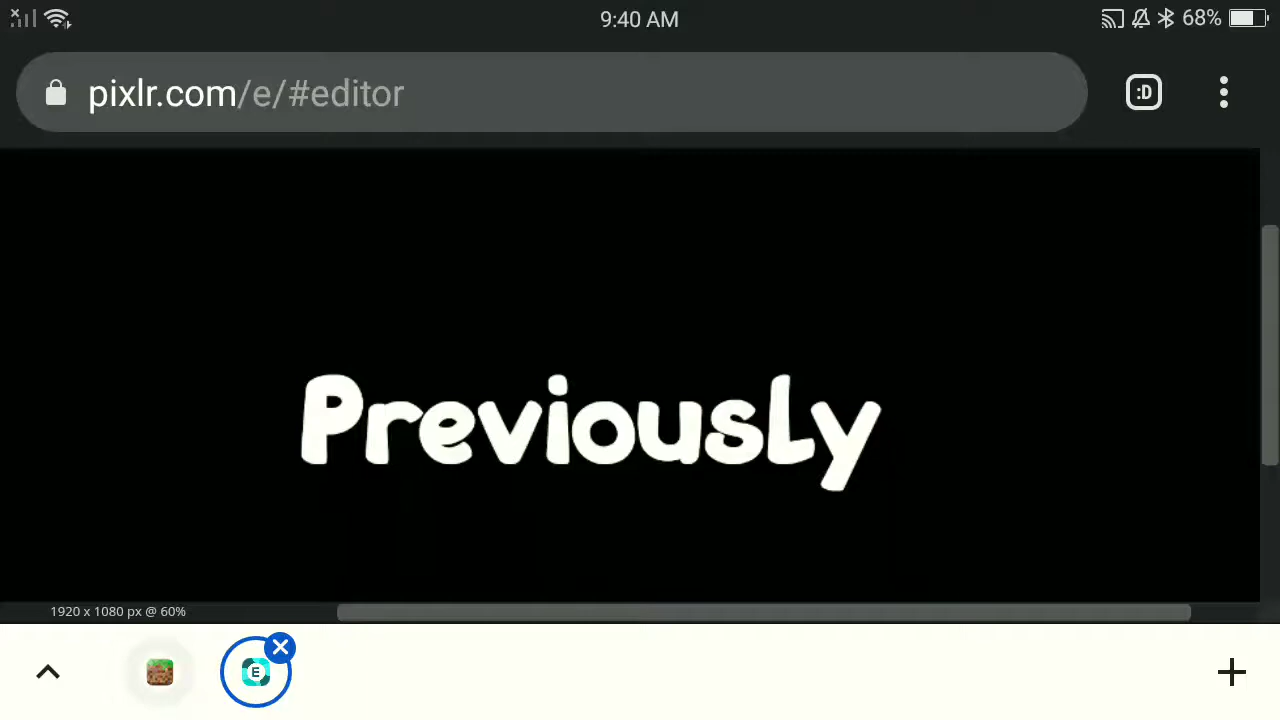 9:40 AM
68%
pixlr.com/e/#editor
:D
Previously
1920 x 1080 px @ 60%
E